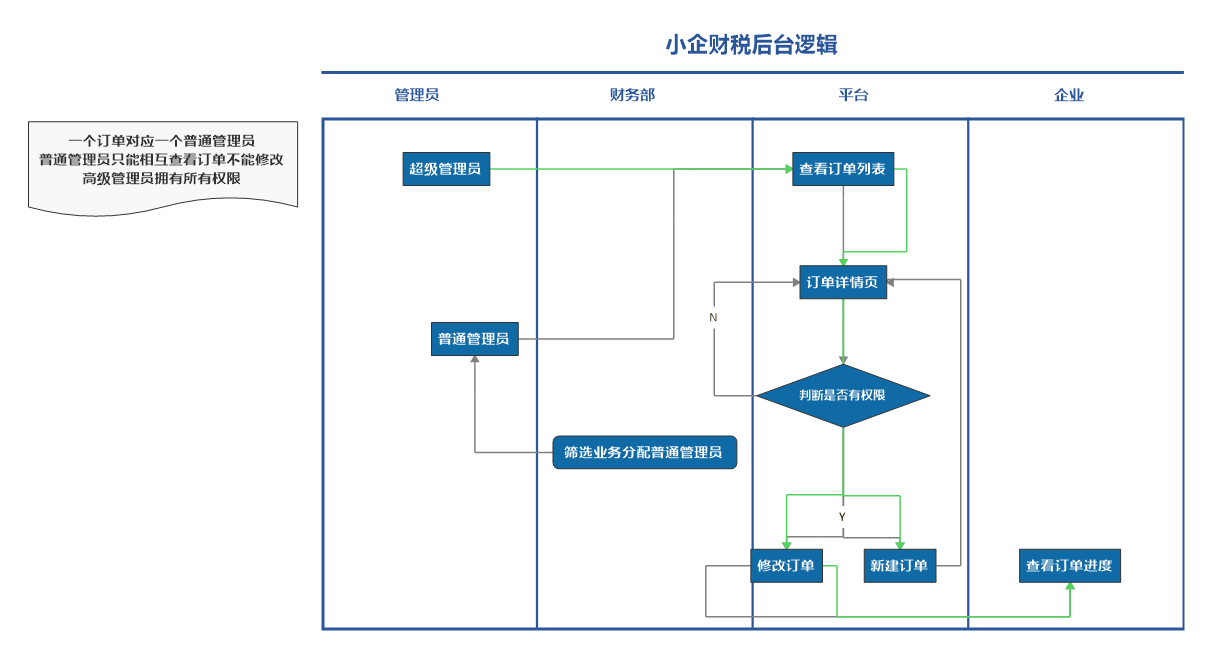 小企财税后台逻辑
管理员
财务部
平台
企业
一个订单对应一个普通管理员
普通管理员只能相互查看订单不能修改
高级管理员拥有所有权限
超级管理员
查看订单列表
订单详情页
N
普通管理员
判断是否有权限
筛选业务分配普通管理员
Y
修改订单
新建订单
查看订单进度